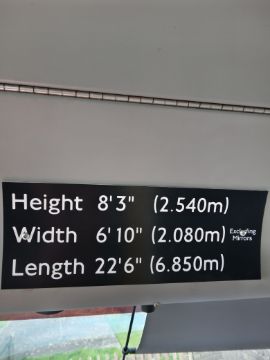 Height 8'3" (2.540m)
Width 6'10" (2.080m) Excluding Mirrors
Length 22'6" (6.850m)